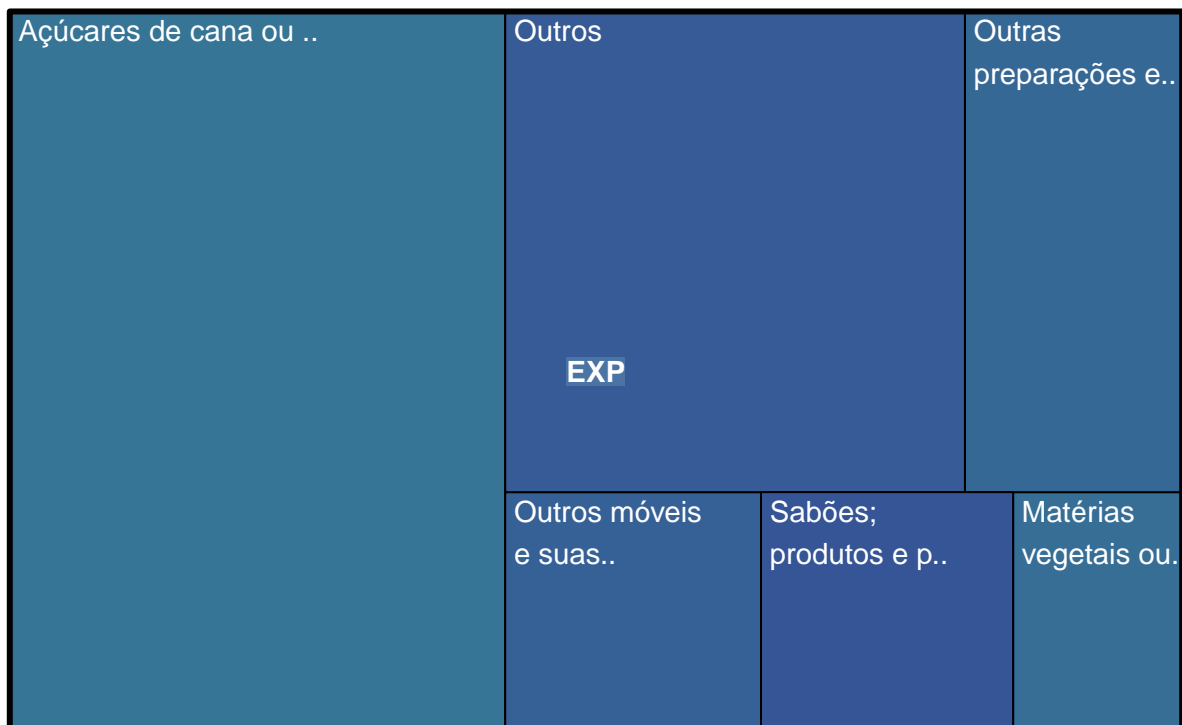 Açúcares de cana ou ..
Outros
Outras
preparações e..
EXP
Outros móveis
e suas..
Sabões;
produtos e p..
Matérias
vegetais ou.